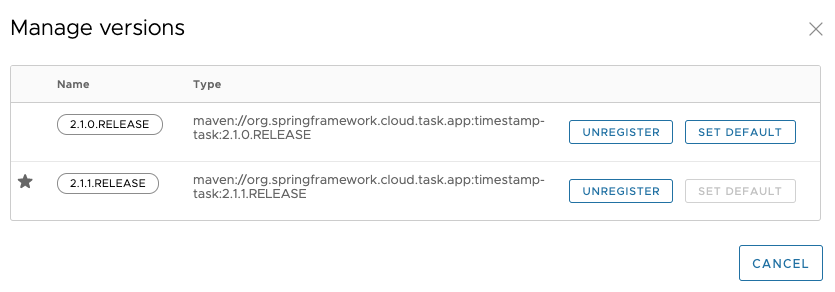 Manage versions
Name Type
2.1.0.RELEASE maven://org.springframework.cloud.task.app:timestamp-
task:2.1.0.RELEASE UNREGISTER SET DEFAULT
2.1.1.RELEASE maven://org.springframework.cloud.task.app:timestamp-
task:2.1.1.RELEASE UNREGISTER SET DEFAULT
CANCEL